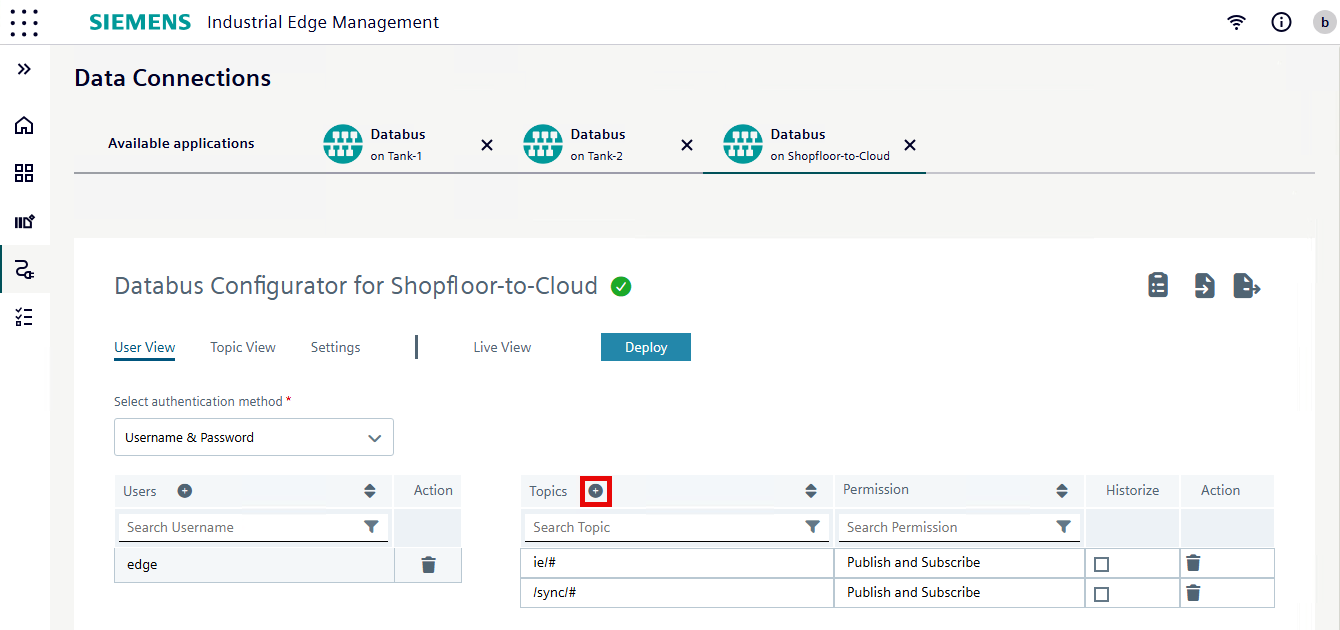 SIEMENS Industrial Edge Management
b
Data Connections
Available applications
Databus
on Tank-1
Databus
on Tank-2
Databus
on Shopfloor-to-Cloud
Databus Configurator for Shopfloor-to-Cloud
User View Topic View Settings Live View Deploy
Select authentication method *
Username & Password
Users Action
Search Username
edge
Topics Permission Historize Action
Search Topic Search Permission
ie/# Publish and Subscribe
/sync/# Publish and Subscribe